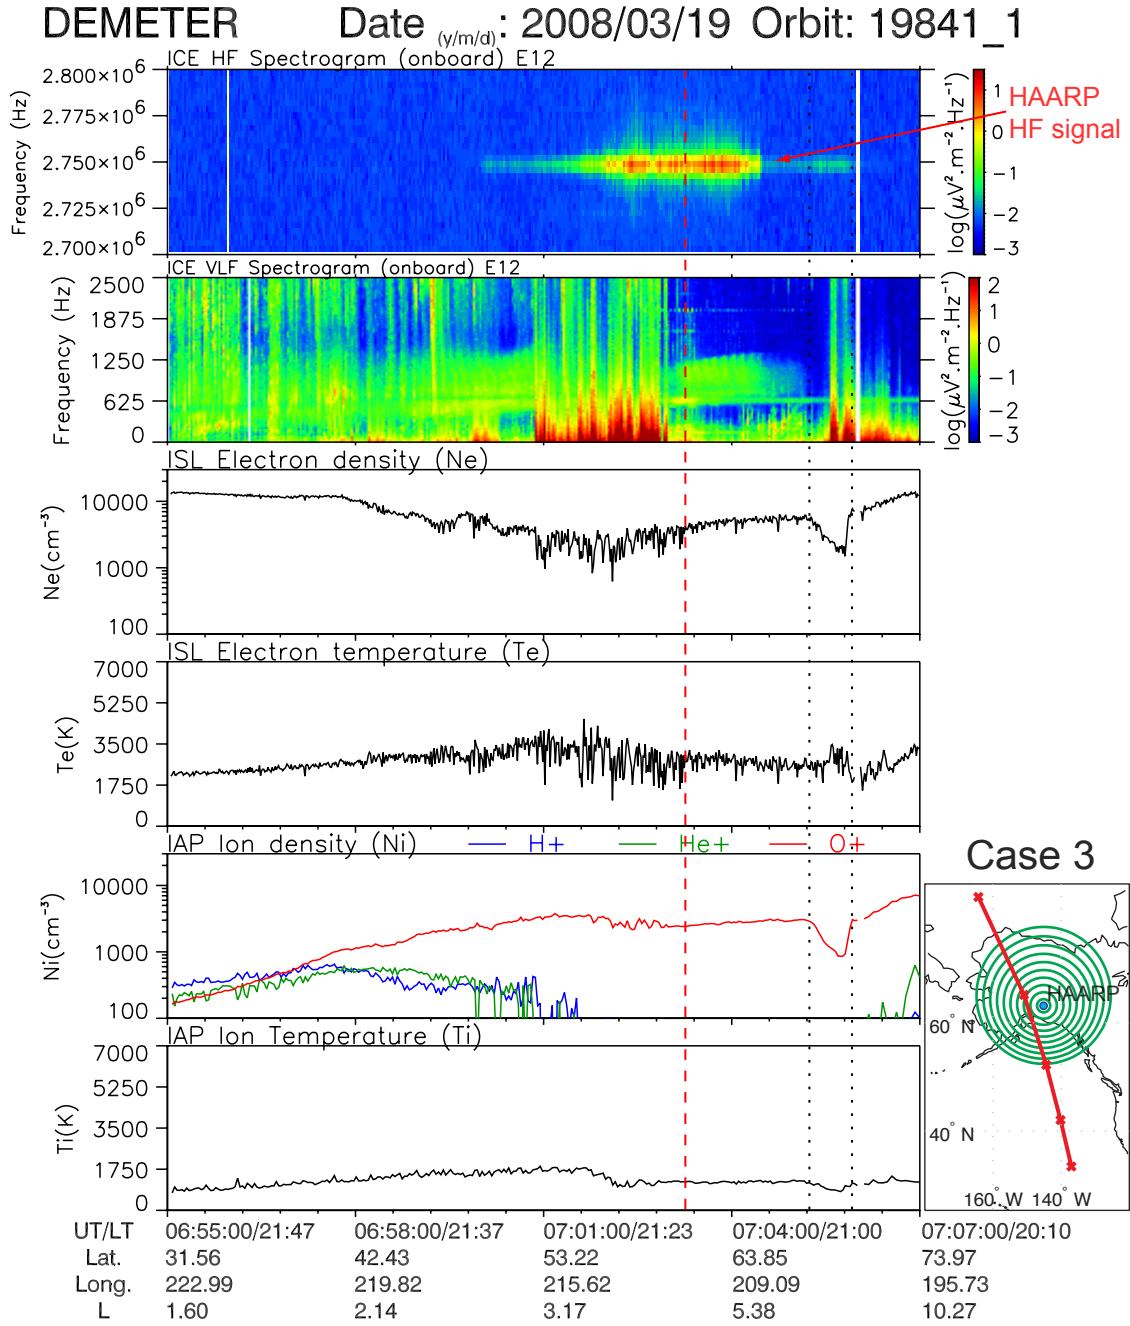 DEMETER Date (y/m/d): 2008/03/19 Orbit: 19841_1
ICE HF Spectrogram (onboard) E12
Frequency (Hz)
2.800×10⁶
2.775×10⁶
2.750×10⁶
2.725×10⁶
2.700×10⁶
1
0
−1
−2
−3
log(μV².m⁻².Hz⁻¹)
HAARP
HF signal
ICE VLF Spectrogram (onboard) E12
Frequency (Hz)
2500
1875
1250
625
0
2
1
0
−1
−2
−3
log(μV².m⁻².Hz⁻¹)
ISL Electron density (Ne)
Ne(cm⁻³)
10000
1000
100
ISL Electron temperature (Te)
Te(K)
7000
5250
3500
1750
0
IAP Ion density (Ni)
H+ He+ O+
Ni(cm⁻³)
10000
1000
100
Case 3
HAARP
60° N
40° N
160° W 140° W
IAP Ion Temperature (Ti)
Ti(K)
7000
5250
3500
1750
0
UT/LT 06:55:00/21:47 06:58:00/21:37 07:01:00/21:23 07:04:00/21:00 07:07:00/20:10
Lat. 31.56 42.43 53.22 63.85 73.97
Long. 222.99 219.82 215.62 209.09 195.73
L 1.60 2.14 3.17 5.38 10.27